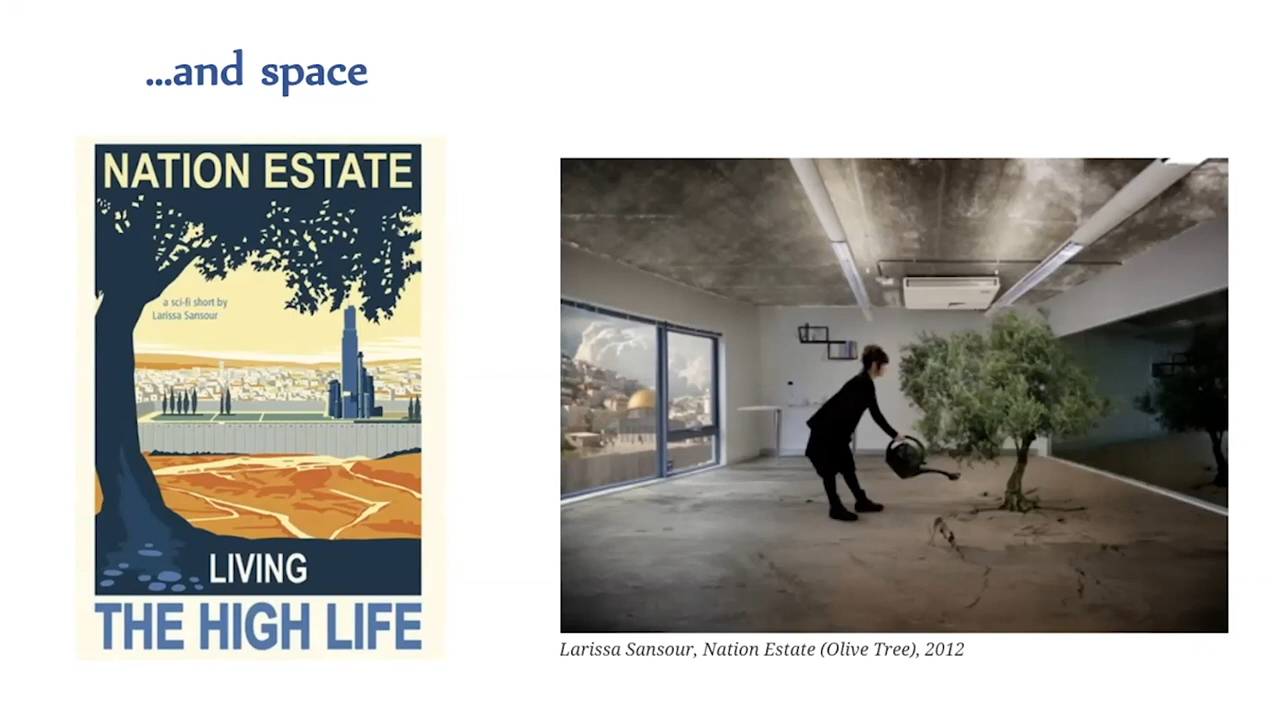 ...and space
NATION ESTATE
a sci-fi short by
Larissa Sansour
LIVING
THE HIGH LIFE
Larissa Sansour, Nation Estate (Olive Tree), 2012